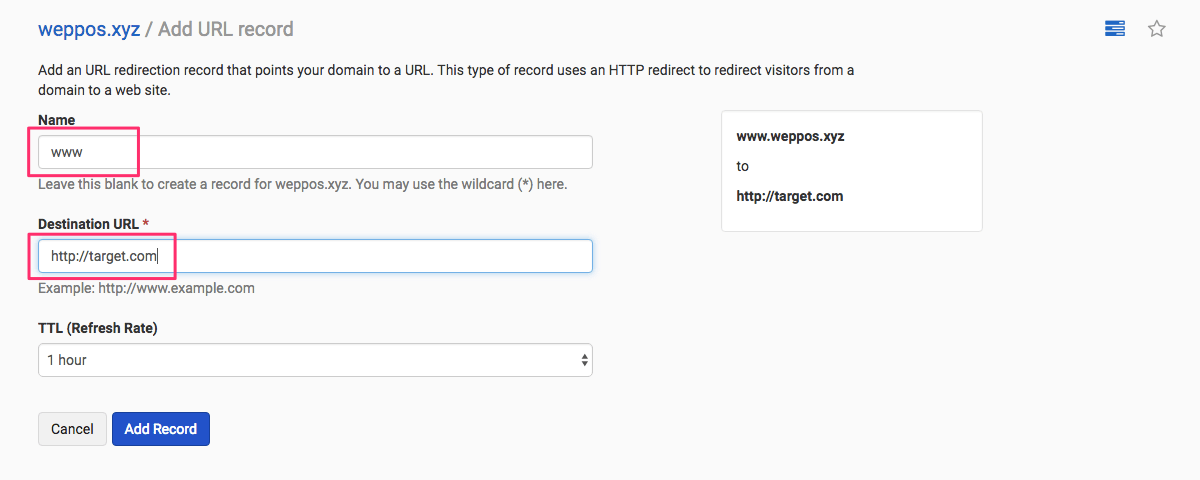 weppos.xyz / Add URL record
Add an URL redirection record that points your domain to a URL. This type of record uses an HTTP redirect to redirect visitors from a
domain to a web site.
Name
www
Leave this blank to create a record for weppos.xyz. You may use the wildcard (*) here.
www.weppos.xyz
to
http://target.com
Destination URL *
http://target.com
Example: http://www.example.com
TTL (Refresh Rate)
1 hour
Cancel
Add Record